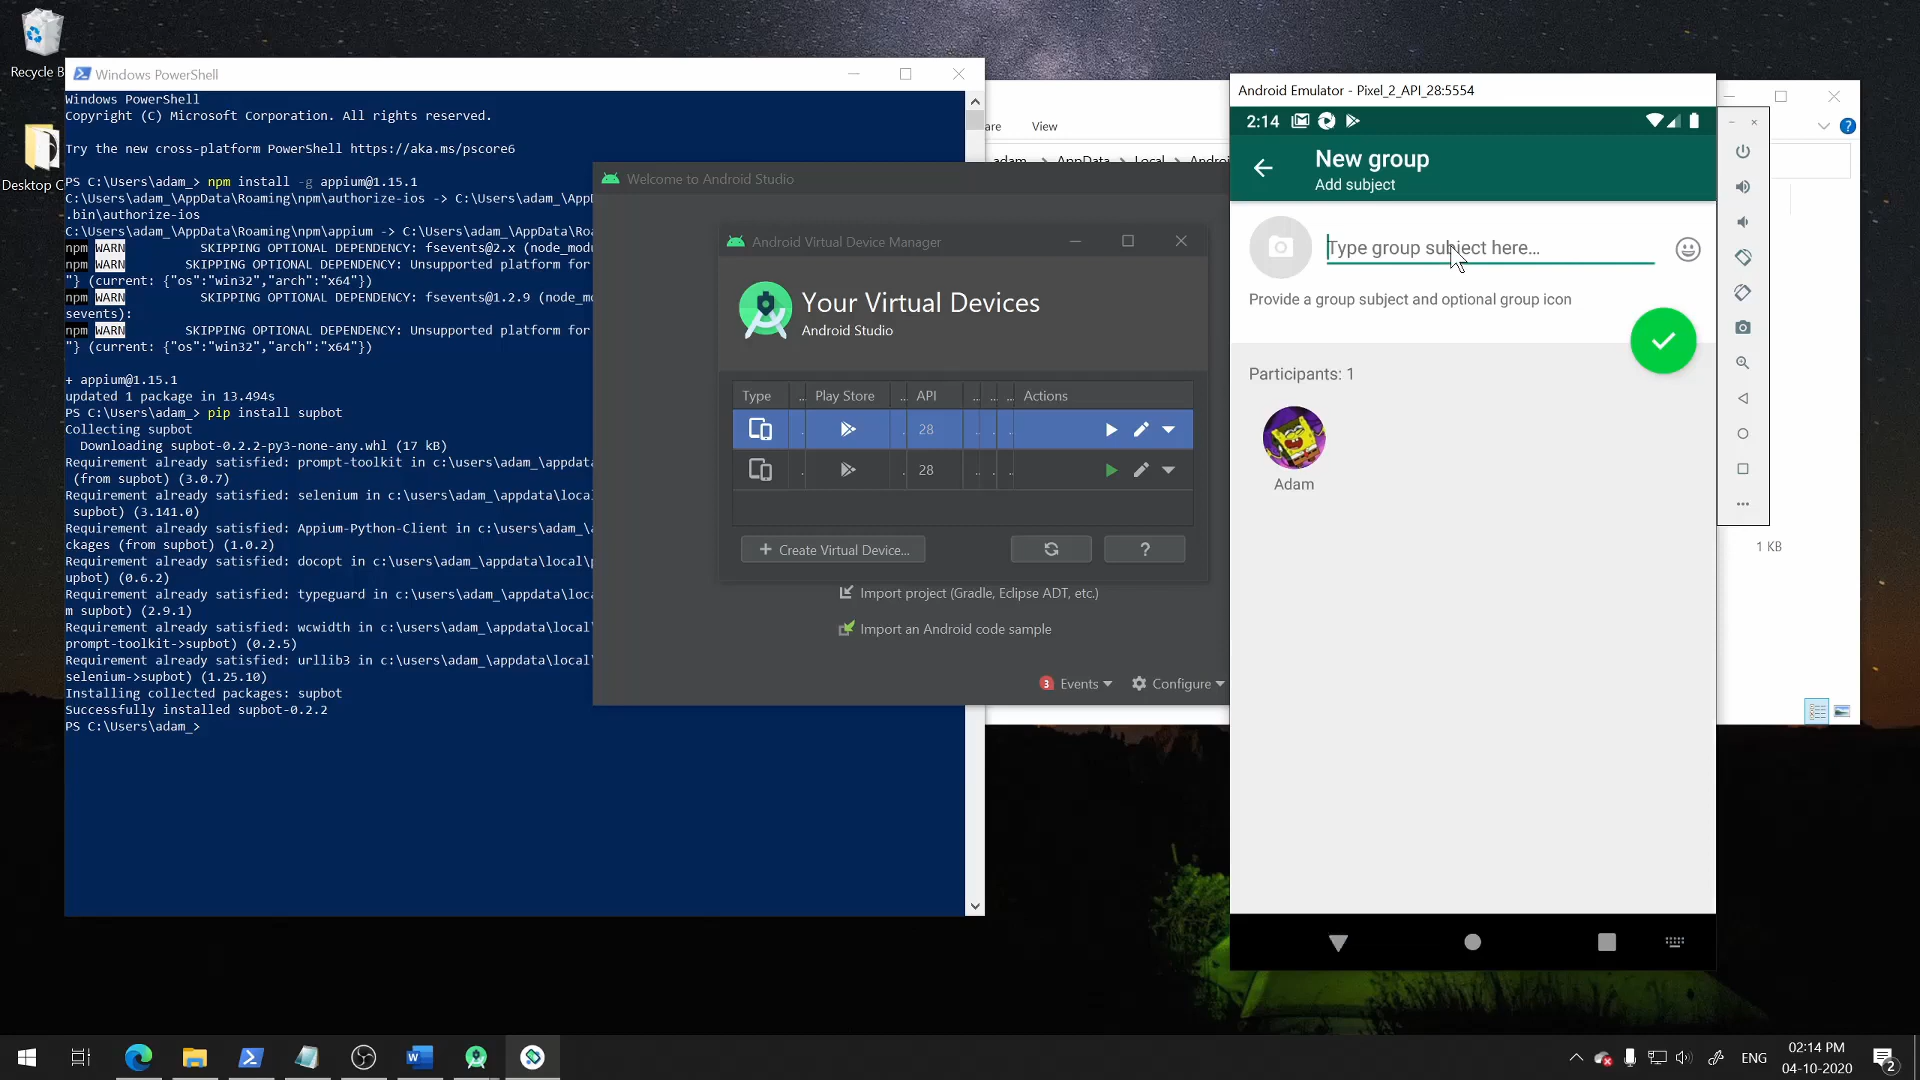 Recycle B
Desktop C
Windows PowerShell
Windows PowerShell
Copyright (C) Microsoft Corporation. All rights reserved.
Try the new cross-platform PowerShell https://aka.ms/pscore6
PS C:\Users\adam_> npm install -g appium@1.15.1
C:\Users\adam_\AppData\Roaming\npm\authorize-ios -> C:\Users\adam_\App
.bin\authorize-ios
C:\Users\adam_\AppData\Roaming\npm\appium -> C:\Users\adam_\AppData\Ro
npm WARN SKIPPING OPTIONAL DEPENDENCY: fsevents@2.x (node_modu
npm WARN SKIPPING OPTIONAL DEPENDENCY: Unsupported platform for
"} (current: {"os":"win32","arch":"x64"})
npm WARN SKIPPING OPTIONAL DEPENDENCY: fsevents@1.2.9 (node_mo
sevents):
npm WARN SKIPPING OPTIONAL DEPENDENCY: Unsupported platform for
"} (current: {"os":"win32","arch":"x64"})
+ appium@1.15.1
updated 1 package in 13.494s
PS C:\Users\adam_> pip install supbot
Collecting supbot
Downloading supbot-0.2.2-py3-none-any.whl (17 kB)
Requirement already satisfied: prompt-toolkit in c:\users\adam_\appdata
(from supbot) (3.0.7)
Requirement already satisfied: selenium in c:\users\adam_\appdata\local
supbot) (3.141.0)
Requirement already satisfied: Appium-Python-Client in c:\users\adam_\a
ckages (from supbot) (1.0.2)
Requirement already satisfied: docopt in c:\users\adam_\appdata\local\p
upbot) (0.6.2)
Requirement already satisfied: typeguard in c:\users\adam_\appdata\loca
m supbot) (2.9.1)
Requirement already satisfied: wcwidth in c:\users\adam_\appdata\local\
prompt-toolkit->supbot) (0.2.5)
Requirement already satisfied: urllib3 in c:\users\adam_\appdata\local\
selenium->supbot) (1.25.10)
Installing collected packages: supbot
Successfully installed supbot-0.2.2
PS C:\Users\adam_>
are View
adam AppData Local Androi
1 KB
Welcome to Android Studio
Android Virtual Device Manager
Your Virtual Devices
Android Studio
Type .. Play Store .. API .. .. .. Actions
28
28
Create Virtual Device...
?
Import project (Gradle, Eclipse ADT, etc.)
Import an Android code sample
3 Events Configure
Android Emulator - Pixel_2_API_28:5554
2:14
New group
Add subject
Type group subject here...
Provide a group subject and optional group icon
Participants: 1
Adam
ENG
02:14 PM
04-10-2020
2